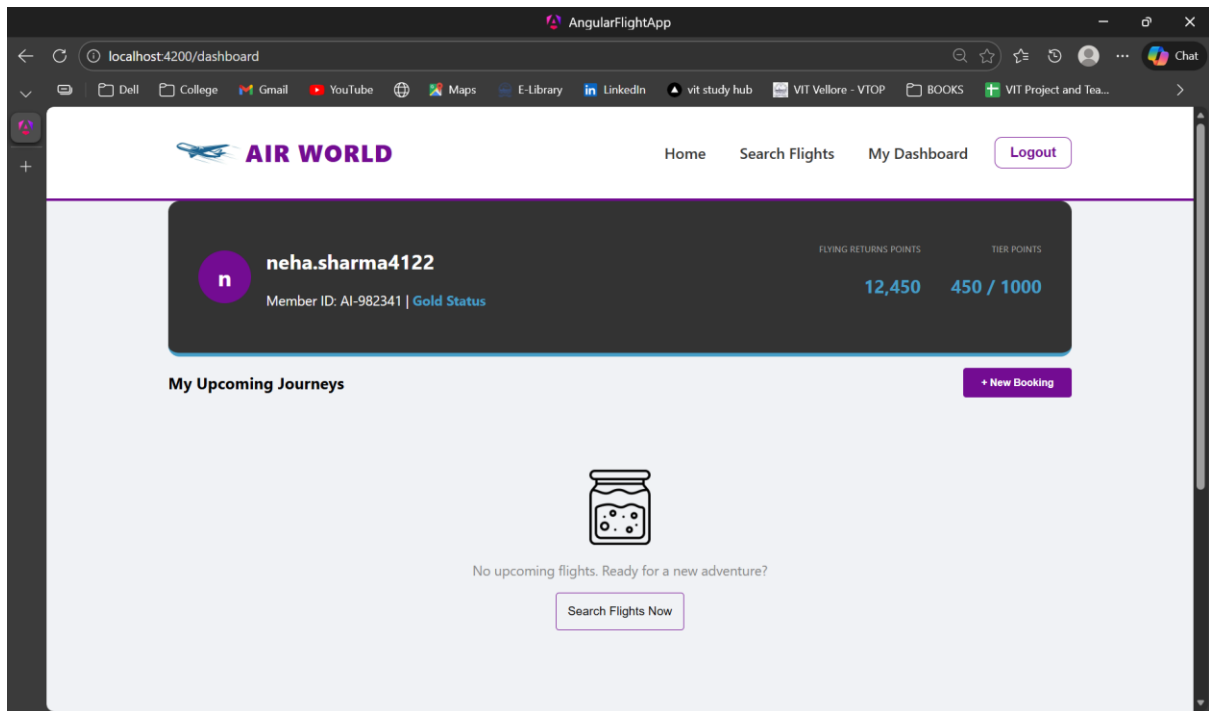 AngularFlightApp
localhost:4200/dashboard
Chat
Dell College Gmail YouTube Maps E-Library in LinkedIn vit study hub VIT Vellore - VTOP BOOKS VIT Project and Tea...
AIR WORLD Home Search Flights My Dashboard Logout
FLYING RETURNS POINTS TIER POINTS
n neha.sharma4122
12,450 450 / 1000
Member ID: AI-982341 | Gold Status
My Upcoming Journeys + New Booking
No upcoming flights. Ready for a new adventure?
Search Flights Now